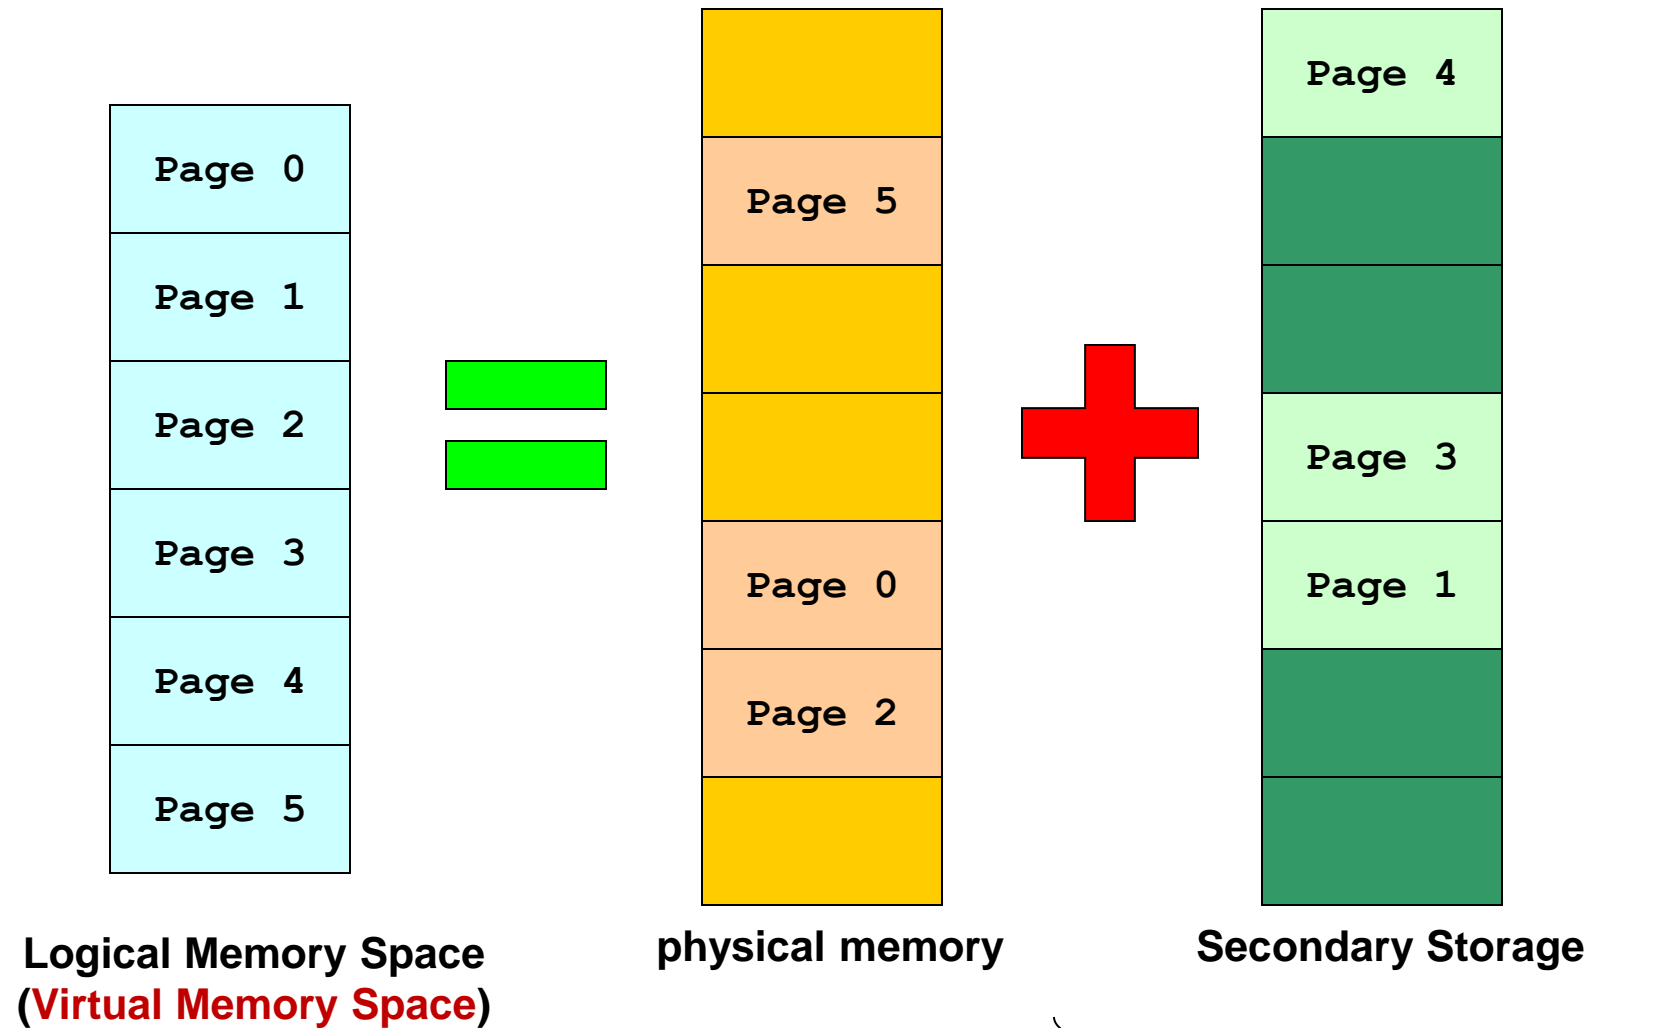 Page 0
Page 1
Page 2
Page 3
Page 4
Page 5
Logical Memory Space
(Virtual Memory Space)
Page 5
Page 0
Page 2
physical memory
Page 4
Page 3
Page 1
Secondary Storage